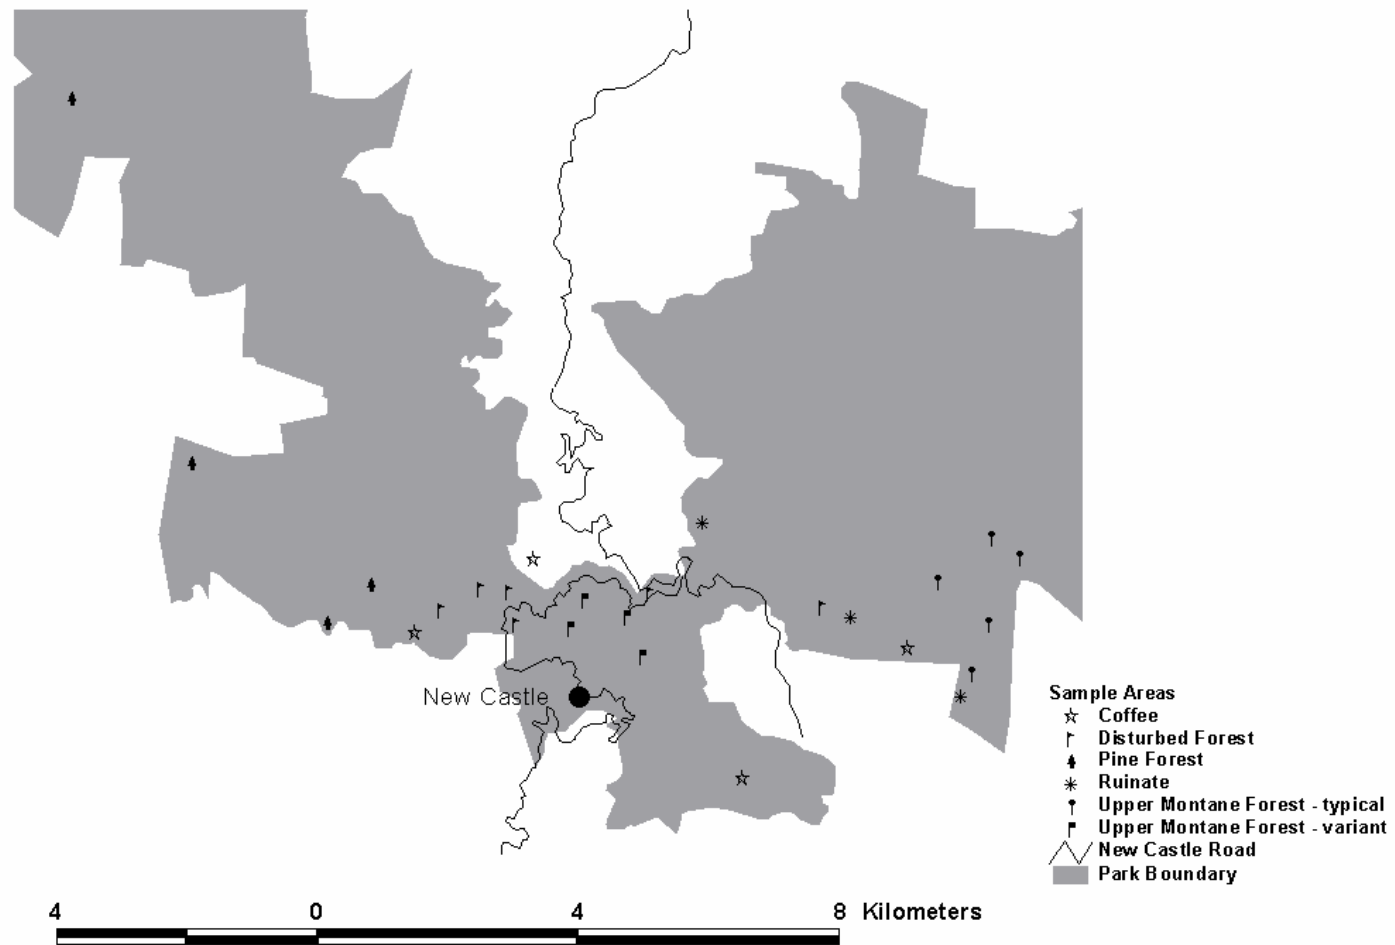 New Castle
Sample Areas
Coffee
Disturbed Forest
Pine Forest
Ruinate
Upper Montane Forest - typical
Upper Montane Forest - variant
New Castle Road
Park Boundary
4 0 4 8 Kilometers